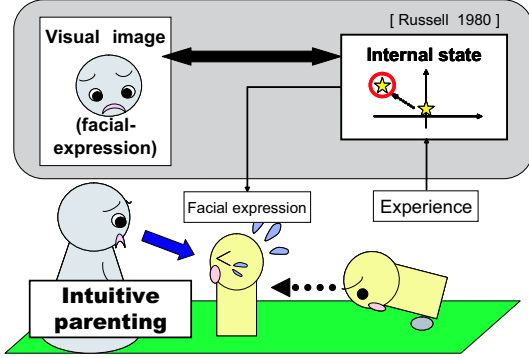 [ Russell 1980 ]
Visual image
(facial-
expression)
Internal state
Facial expression
Experience
Intuitive
parenting